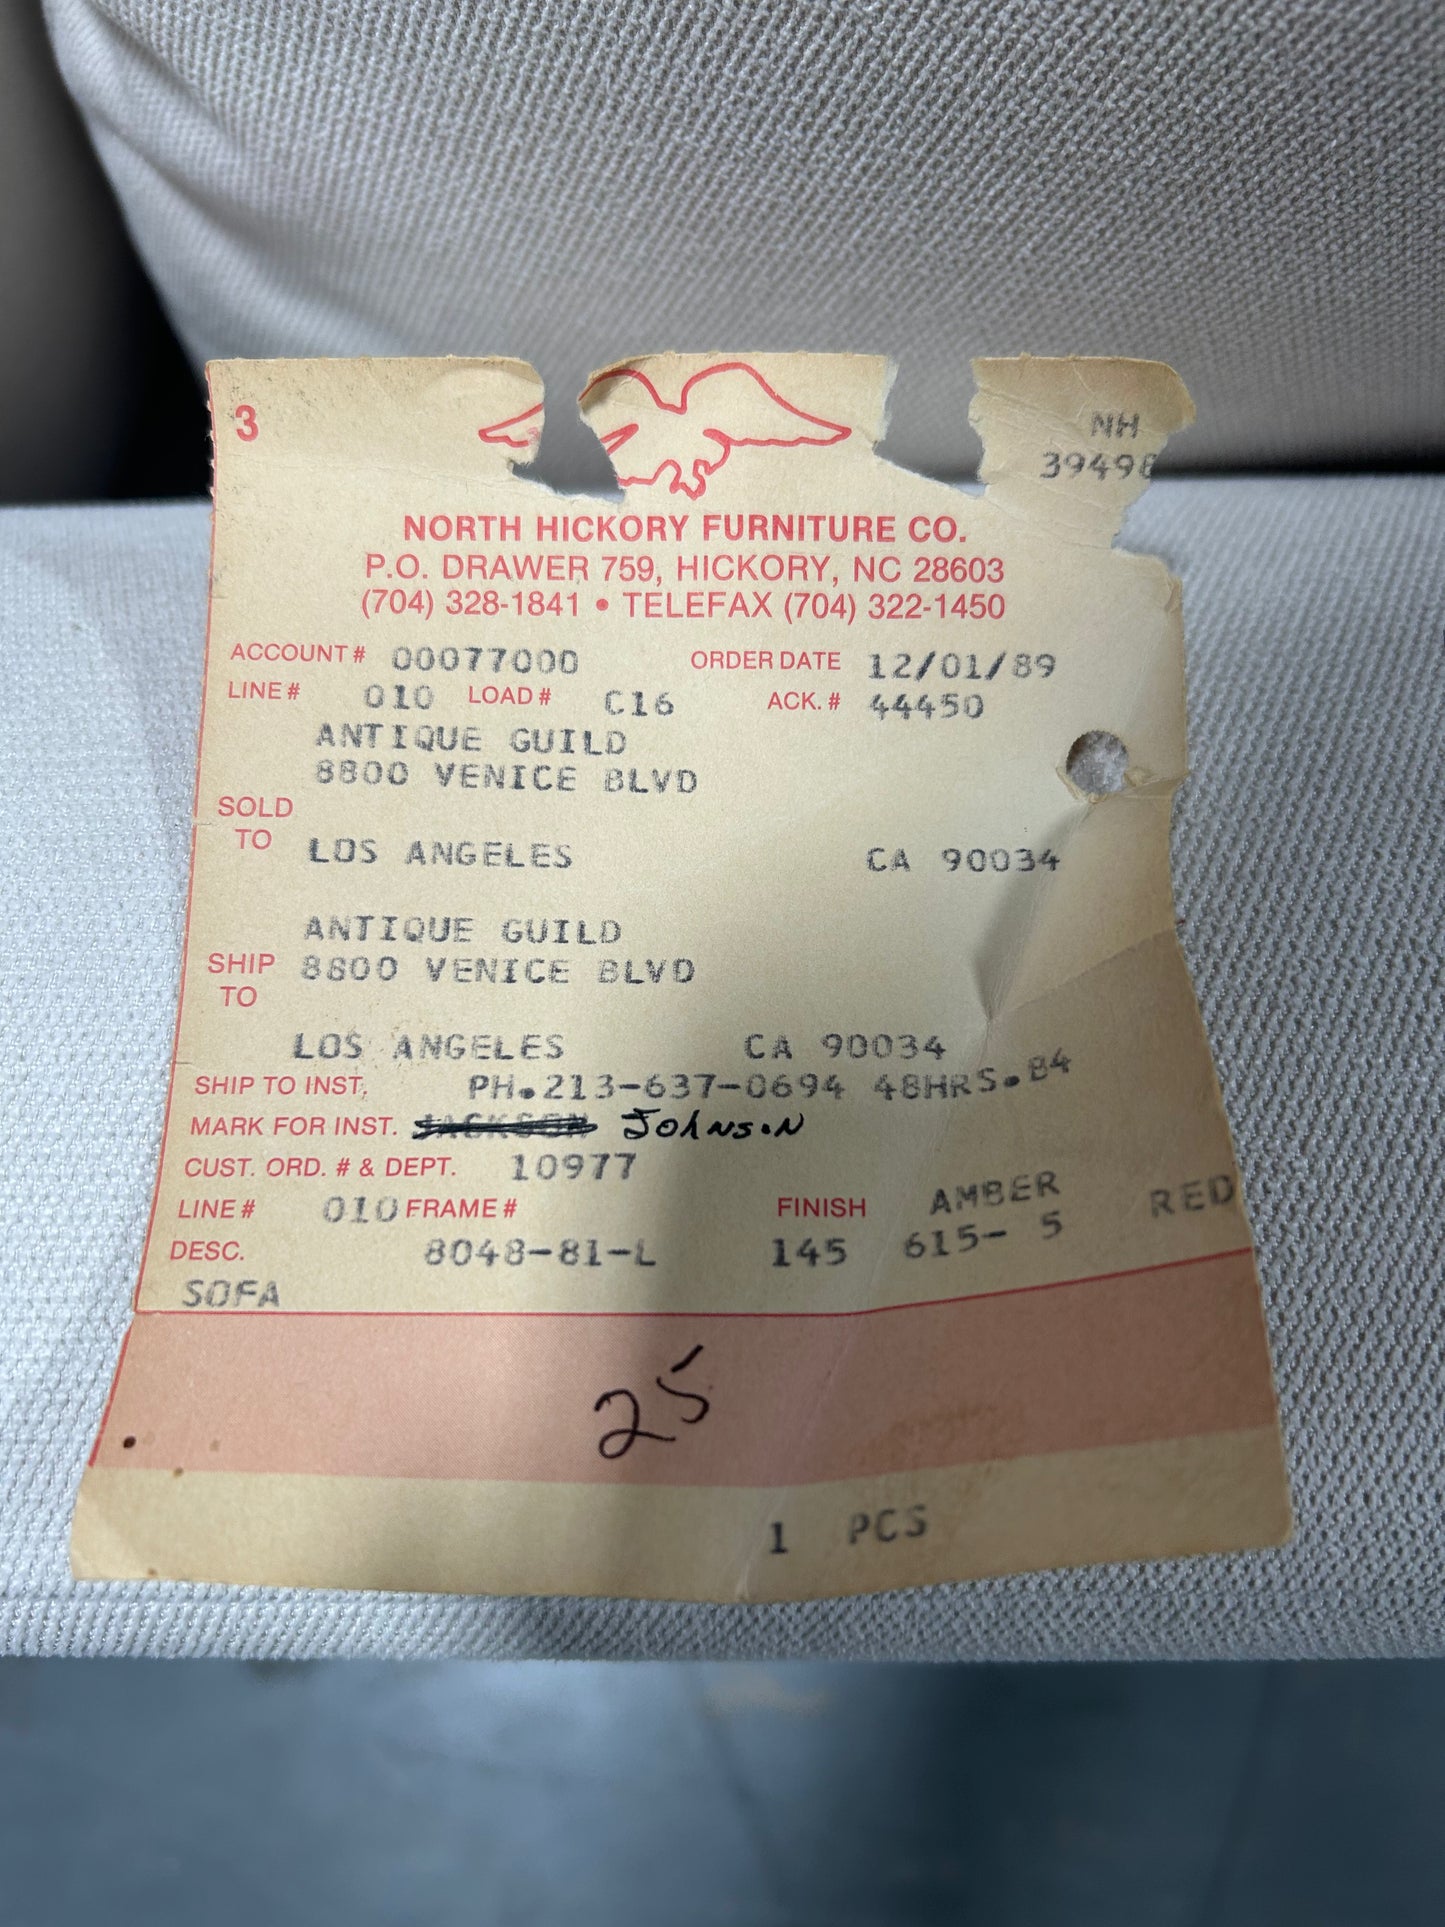 3
NH
39498
NORTH HICKORY FURNITURE CO.
P.O. DRAWER 759, HICKORY, NC 28603
(704) 328-1841 • TELEFAX (704) 322-1450
ACCOUNT # 00077000 ORDER DATE 12/01/89
LINE # 010 LOAD # C16 ACK. # 44450
ANTIQUE GUILD
8800 VENICE BLVD
SOLD
TO
LOS ANGELES CA 90034
ANTIQUE GUILD
SHIP 8800 VENICE BLVD
TO
LOS ANGELES CA 90034
SHIP TO INST, PH.213-637-0694 48HRS. B4
MARK FOR INST. JACKSON Johnson
CUST. ORD. # & DEPT. 10977
LINE # 010 FRAME # FINISH AMBER RED
DESC. 8048-81-L 145 615- 5
SOFA
25
1 PCS